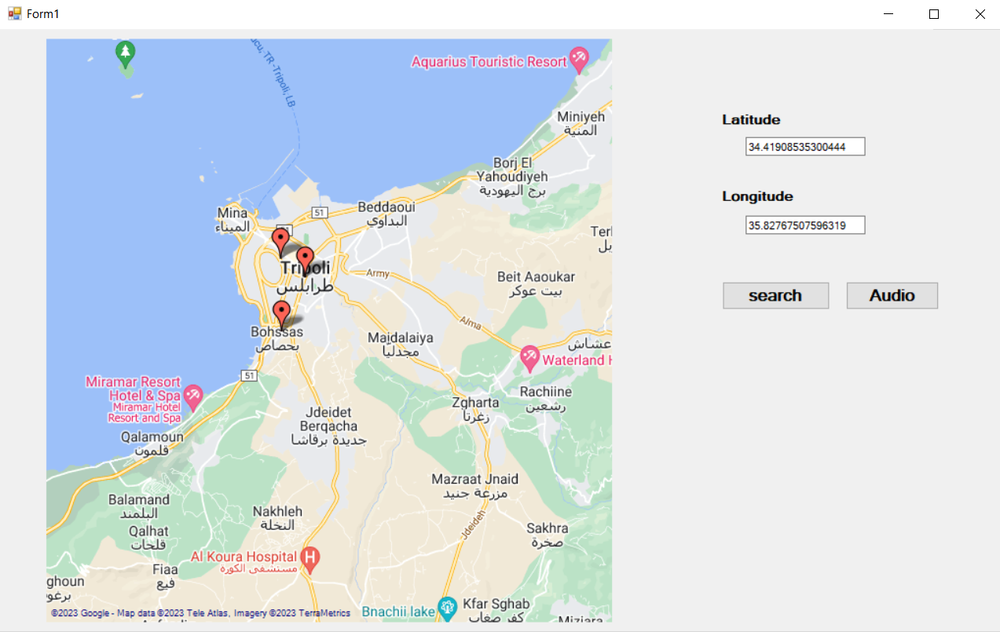 Form1
ucu, TR-Tripoli, LB
Aquarius Touristic Resort
Miniyeh
المنية
Latitude
34.41908535300444
Borj El
Yahoudiyeh
برج اليهودية
Longitude
35.82767507596319
Mina
الميناء
51
Beddaoui
البداوي
Tripoli
طرابلس
Army
Beit Aaoukar
بيت عوكر
search
Audio
Alma
Bohssas
بحصاص
Majdalaiya
مجدليّا
عشاش
Waterland H
51
Miramar Resort
Hotel & Spa
Miramar Hotel
Resort and Spa
Rachiine
رشعين
Zgharta
زغرتا
Jdeidet
Berqacha
جديدة برقاشا
Qalamoun
قلمون
Mazraat Jnaid
مزرعة جنيد
Balamand
البلمند
Nakhleh
النخلة
Jdeideh
Sakhra
صخرة
Qalhat
قلحات
Al Koura Hospital
مستشفى الكورة
H
Fiaa
فيع
ghoun
برغو
©2023 Google - Map data ©2023 Tele Atlas, Imagery ©2023 TerraMetrics
Bnachii lake
Kfar Sghab
كفر صغاب
Miziara